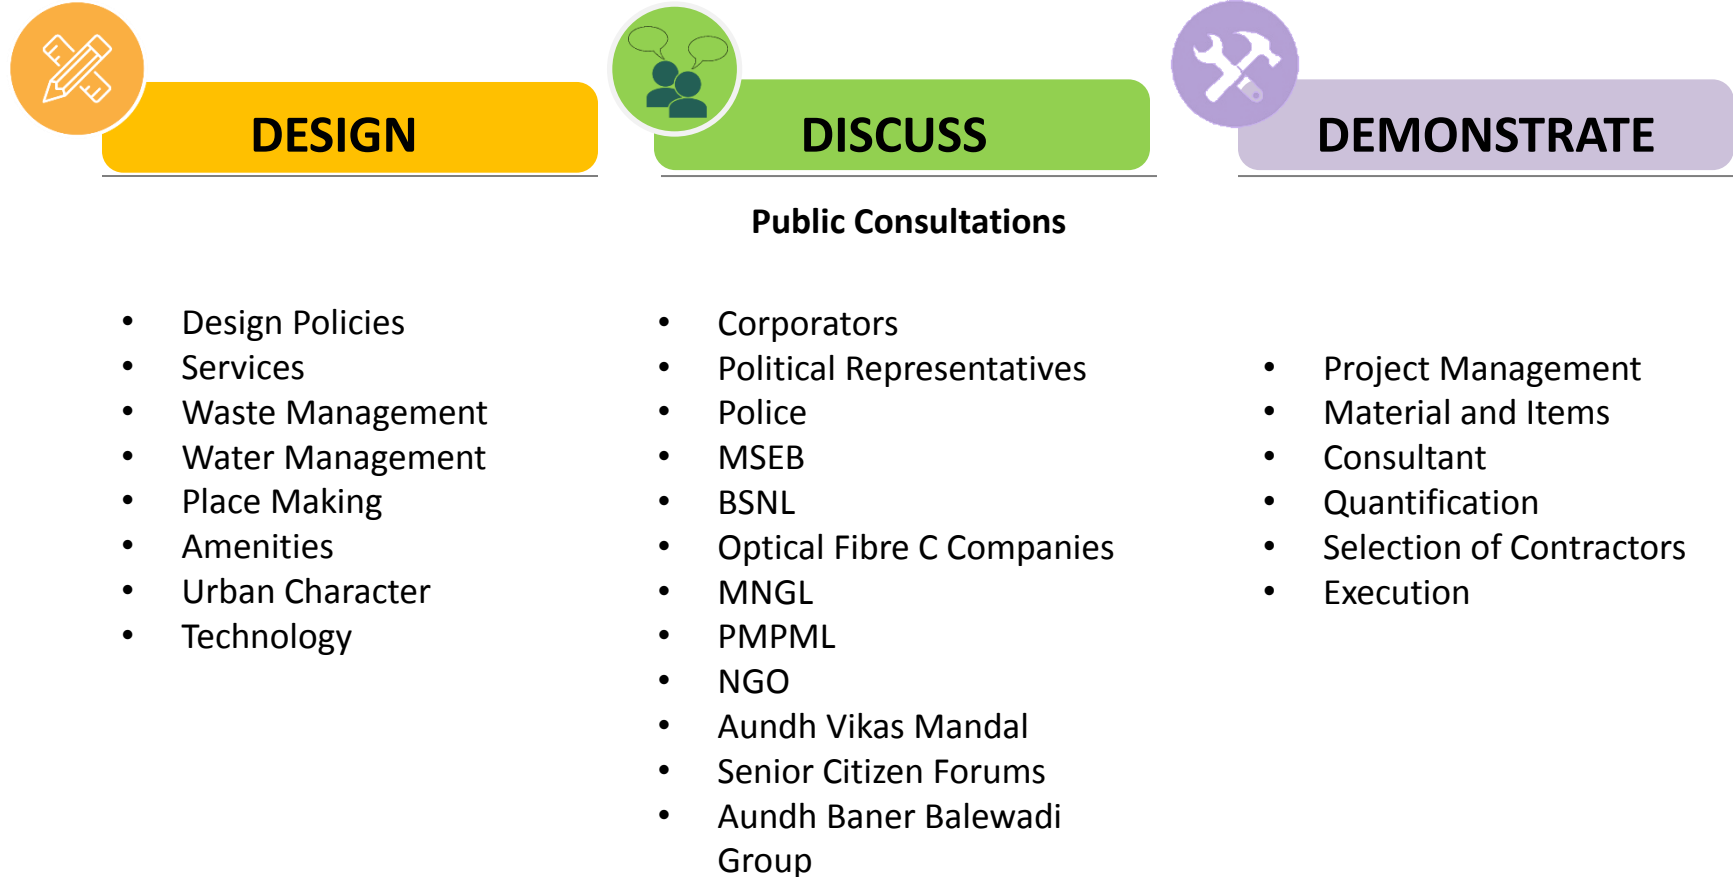 DESIGN
• Design Policies
• Services
• Waste Management
• Water Management
• Place Making
• Amenities
• Urban Character
• Technology
DISCUSS
Public Consultations
• Corporators
• Political Representatives
• Police
• MSEB
• BSNL
• Optical Fibre C Companies
• MNGL
• PMPML
• NGO
• Aundh Vikas Mandal
• Senior Citizen Forums
• Aundh Baner Balewadi
Group
DEMONSTRATE
• Project Management
• Material and Items
• Consultant
• Quantification
• Selection of Contractors
• Execution